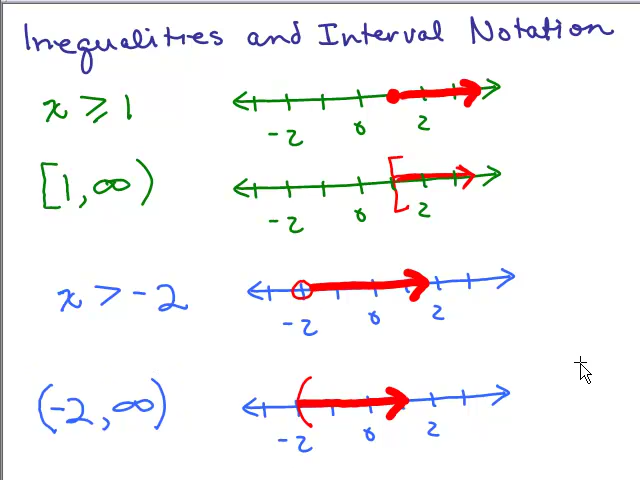 Inequalities and Interval Notation
x ≥ 1
-2 0 2
[1, ∞)
-2 0 2
x > -2
-2 0 2
(-2, ∞)
-2 0 2